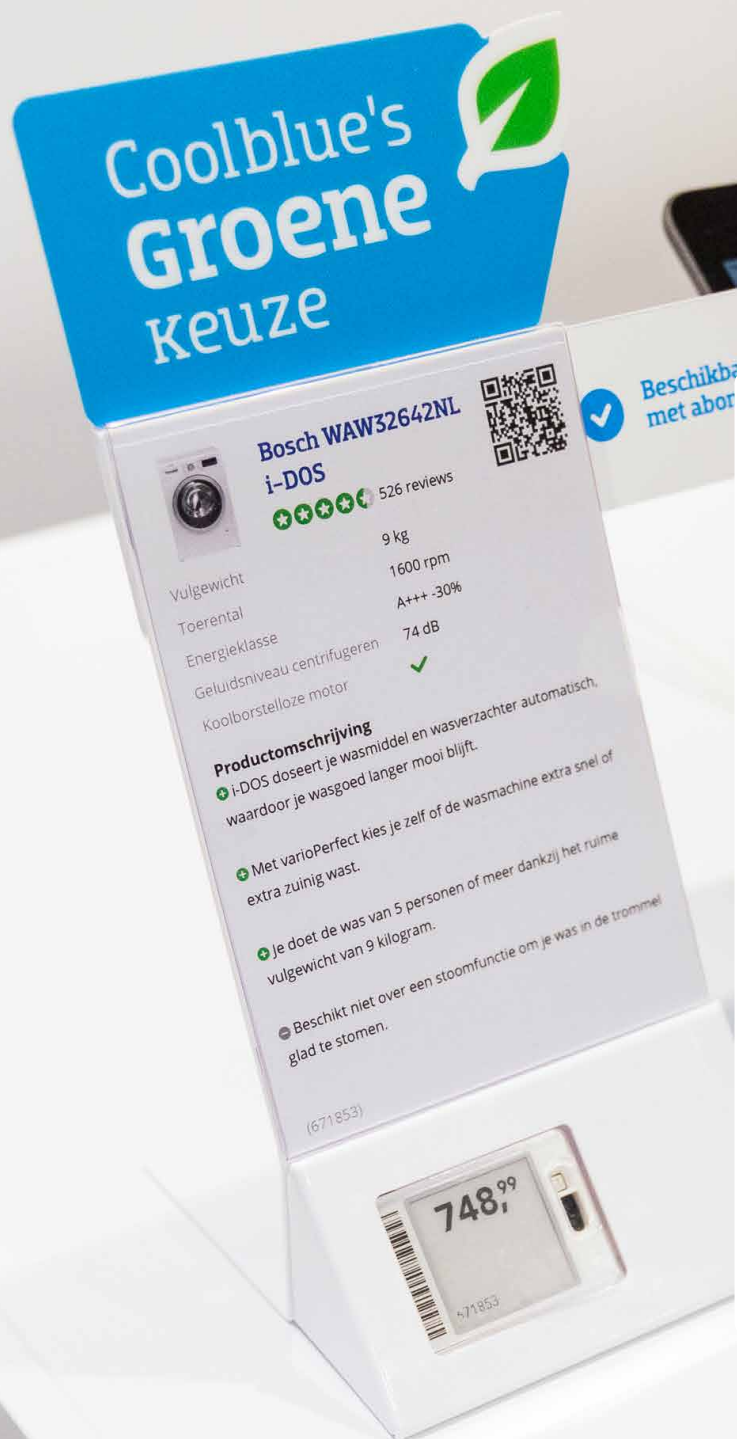 Coolblue's
Groene
Keuze
Beschikba
met abor
Bosch WAW32642NL
i-DOS
526 reviews
Vulgewicht 9 kg
Toerental 1600 rpm
Energieklasse A+++ -30%
Geluidsniveau centrifugeren 74 dB
Koolborstelloze motor
Productomschrijving
i-DOS doseert je wasmiddel en wasverzachter automatisch,
waardoor je wasgoed langer mooi blijft.
Met varioPerfect kies je zelf of de wasmachine extra snel of
extra zuinig wast.
Je doet de was van 5 personen of meer dankzij het ruime
vulgewicht van 9 kilogram.
Beschikt niet over een stoomfunctie om je was in de trommel
glad te stomen.
(671853)
748,99
671853